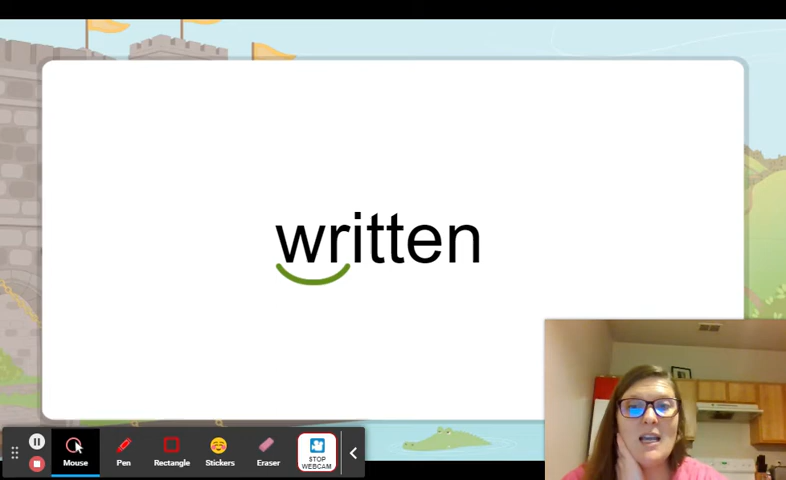 written
Mouse
Pen
Rectangle
Stickers
Eraser
STOP
WEBCAM